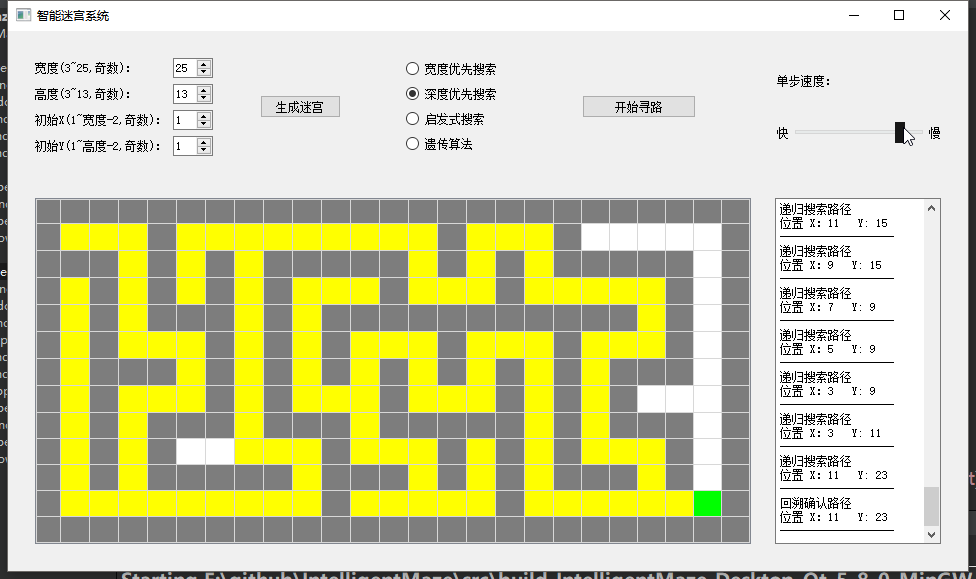 智能迷宫系统
宽度(3~25,奇数): 25
高度(3~13,奇数): 13
初始X(1~宽度-2,奇数): 1
初始Y(1~高度-2,奇数): 1
生成迷宫
宽度优先搜索
深度优先搜索
启发式搜索
遗传算法
开始寻路
单步速度:
快
慢
递归搜索路径
位置 X: 11 Y: 15
递归搜索路径
位置 X: 9 Y: 15
递归搜索路径
位置 X: 7 Y: 9
递归搜索路径
位置 X: 5 Y: 9
递归搜索路径
位置 X: 3 Y: 9
递归搜索路径
位置 X: 3 Y: 11
递归搜索路径
位置 X: 11 Y: 23
回溯确认路径
位置 X: 11 Y: 23